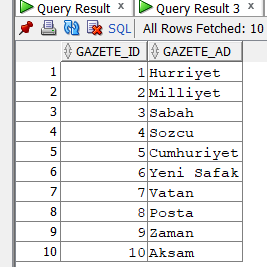 Query Result x Query Result 3 x
SQL | All Rows Fetched: 10
GAZETE_ID GAZETE_AD
1 1 Hurriyet
2 2 Milliyet
3 3 Sabah
4 4 Sozcu
5 5 Cumhuriyet
6 6 Yeni Safak
7 7 Vatan
8 8 Posta
9 9 Zaman
10 10 Aksam